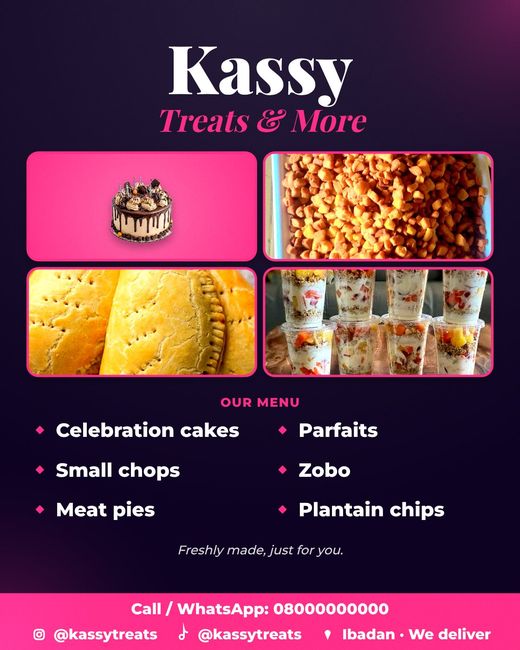 Kassy
Treats & More
OUR MENU
Celebration cakes
Parfaits
Small chops
Zobo
Meat pies
Plantain chips
Freshly made, just for you.
Call / WhatsApp: 08000000000
@kassytreats @kassytreats Ibadan · We deliver